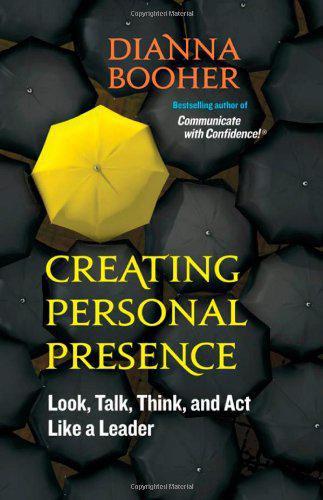 DIANNA
BOOHER
Bestselling author of
Communicate
with Confidence!®
CREATING
PERSONAL
PRESENCE
Look, Talk, Think, and Act
Like a Leader